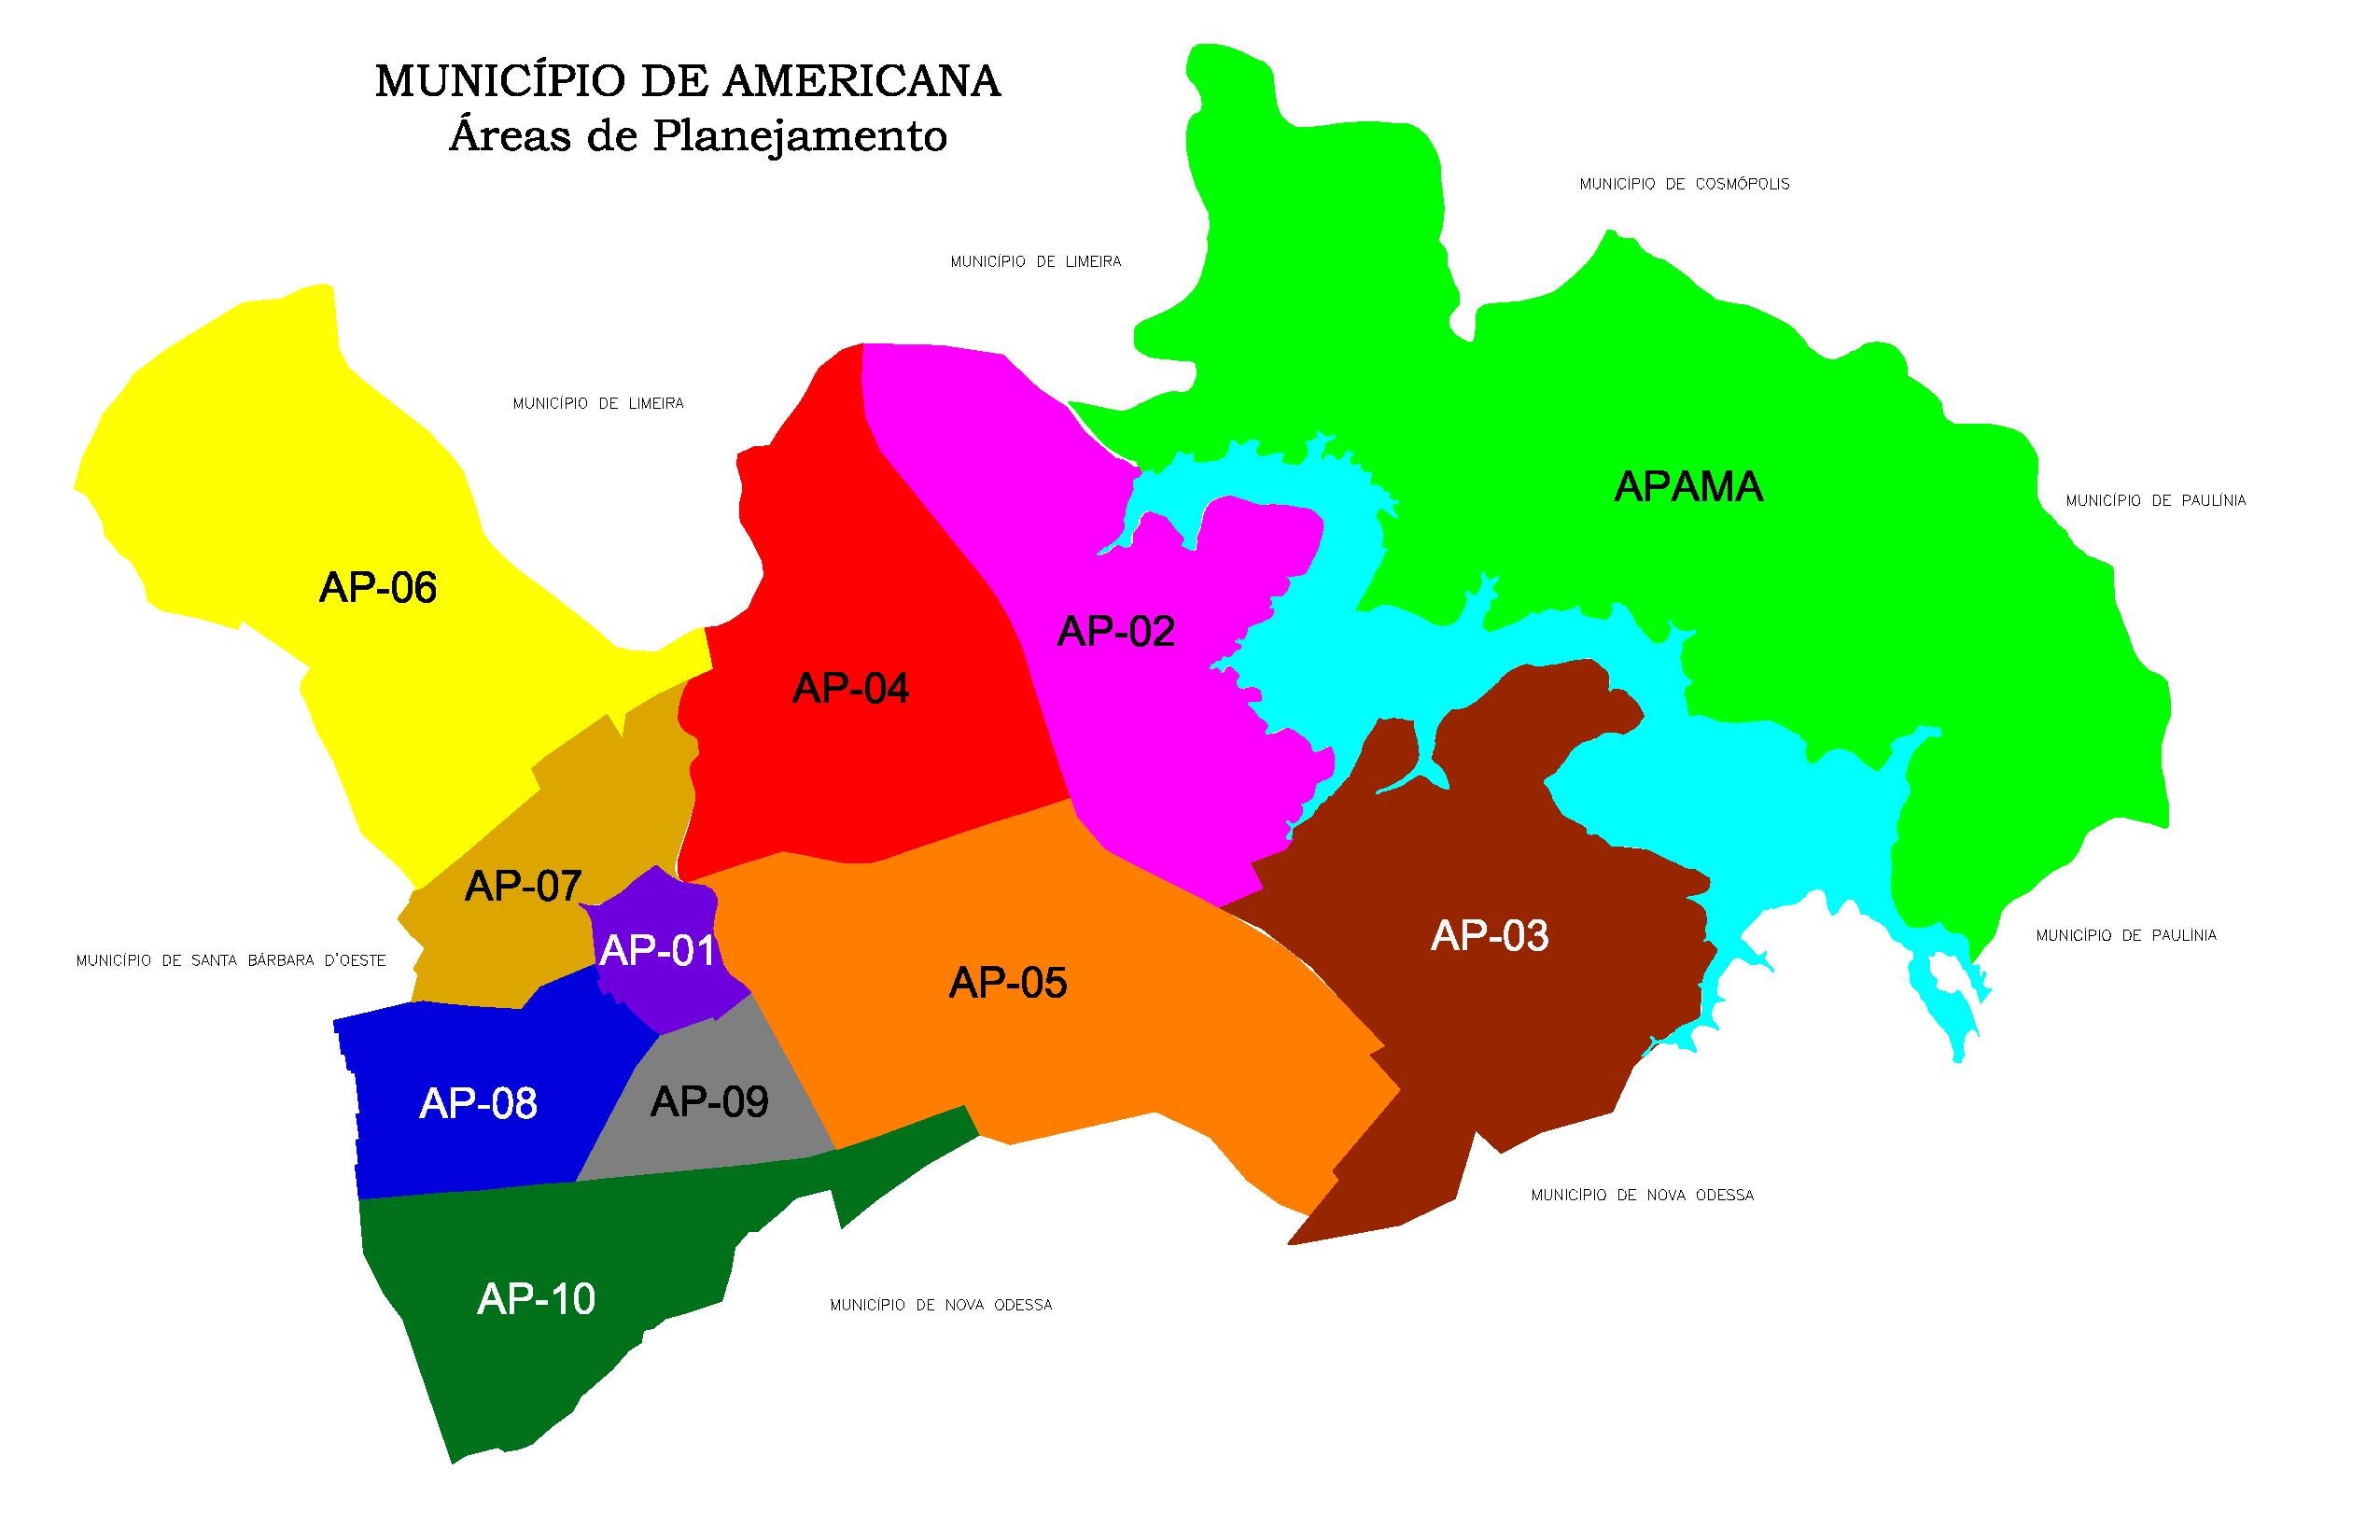 MUNICÍPIO DE AMERICANA
Áreas de Planejamento
MUNICÍPIO DE COSMÓPOLIS
MUNICÍPIO DE LIMEIRA
MUNICÍPIO DE LIMEIRA
APAMA
MUNICÍPIO DE PAULÍNIA
AP-06
AP-02
AP-04
AP-07
AP-03
MUNICÍPIO DE PAULÍNIA
AP-01
MUNICÍPIO DE SANTA BÁRBARA D'OESTE
AP-05
AP-08
AP-09
MUNICÍPIO DE NOVA ODESSA
AP-10
MUNICÍPIO DE NOVA ODESSA